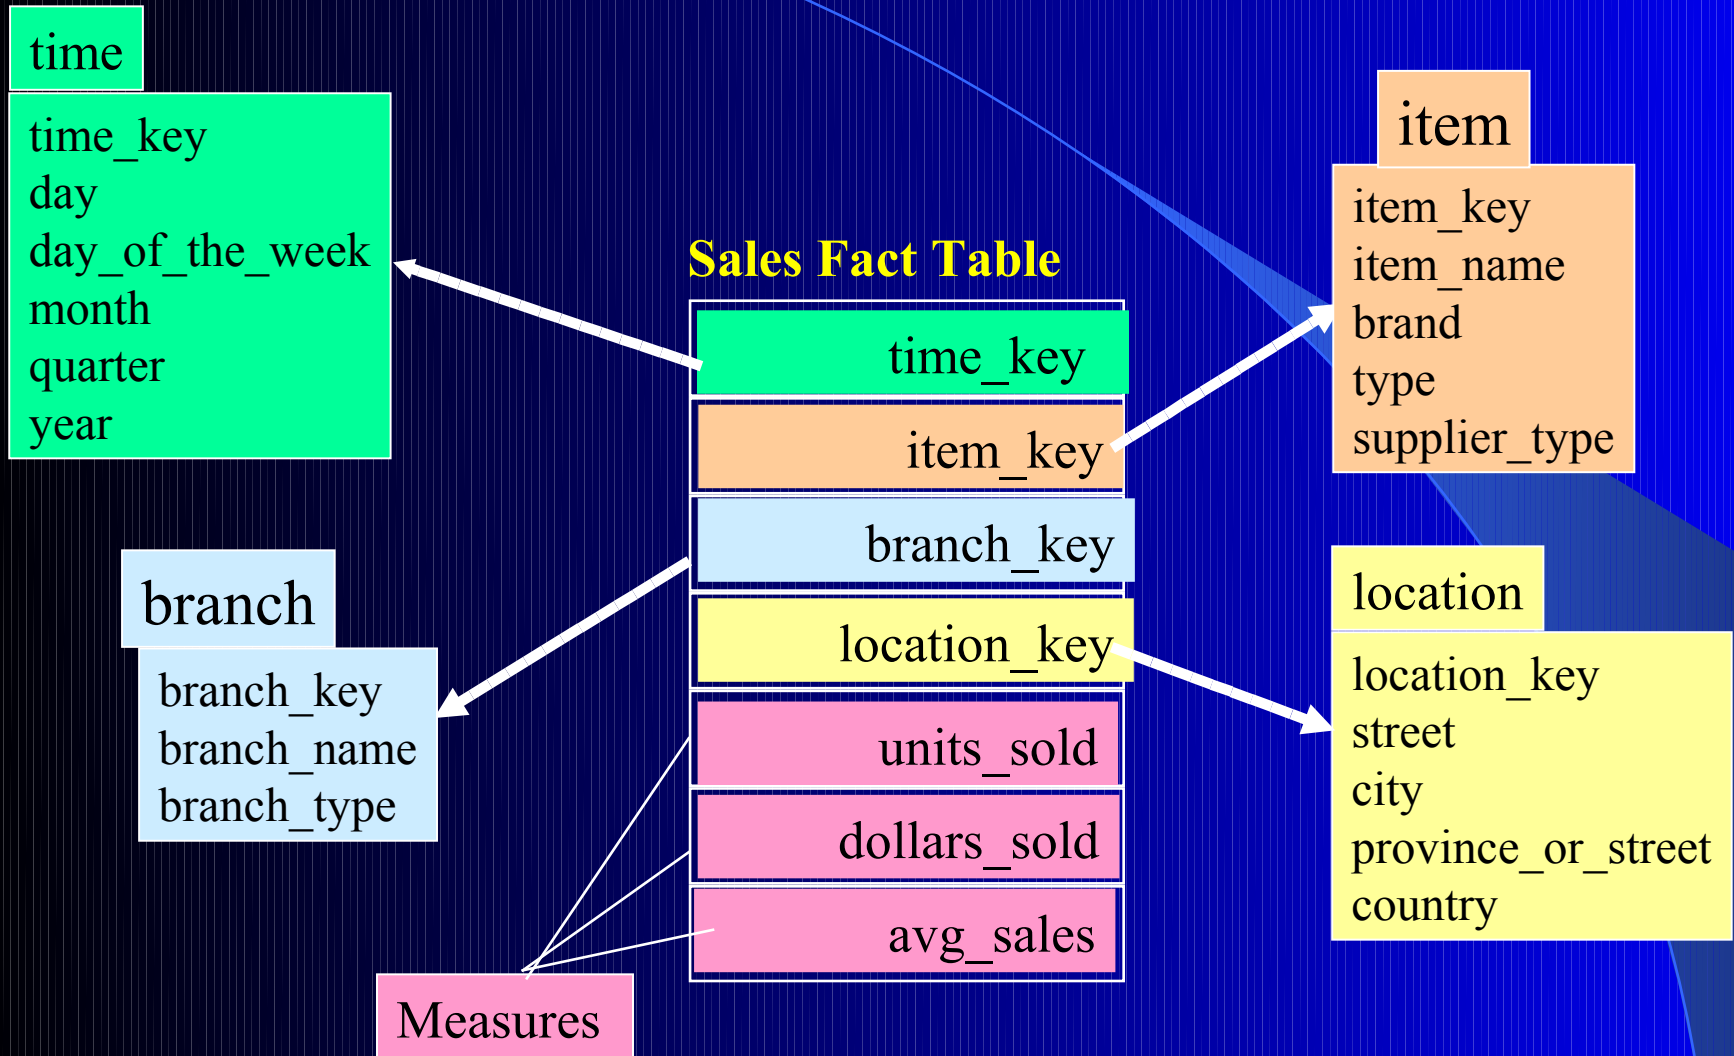 time
time_key
day
day_of_the_week
month
quarter
year
branch
branch_key
branch_name
branch_type
Sales Fact Table
time_key
item_key
branch_key
location_key
units_sold
dollars_sold
avg_sales
Measures
item
item_key
item_name
brand
type
supplier_type
location
location_key
street
city
province_or_street
country